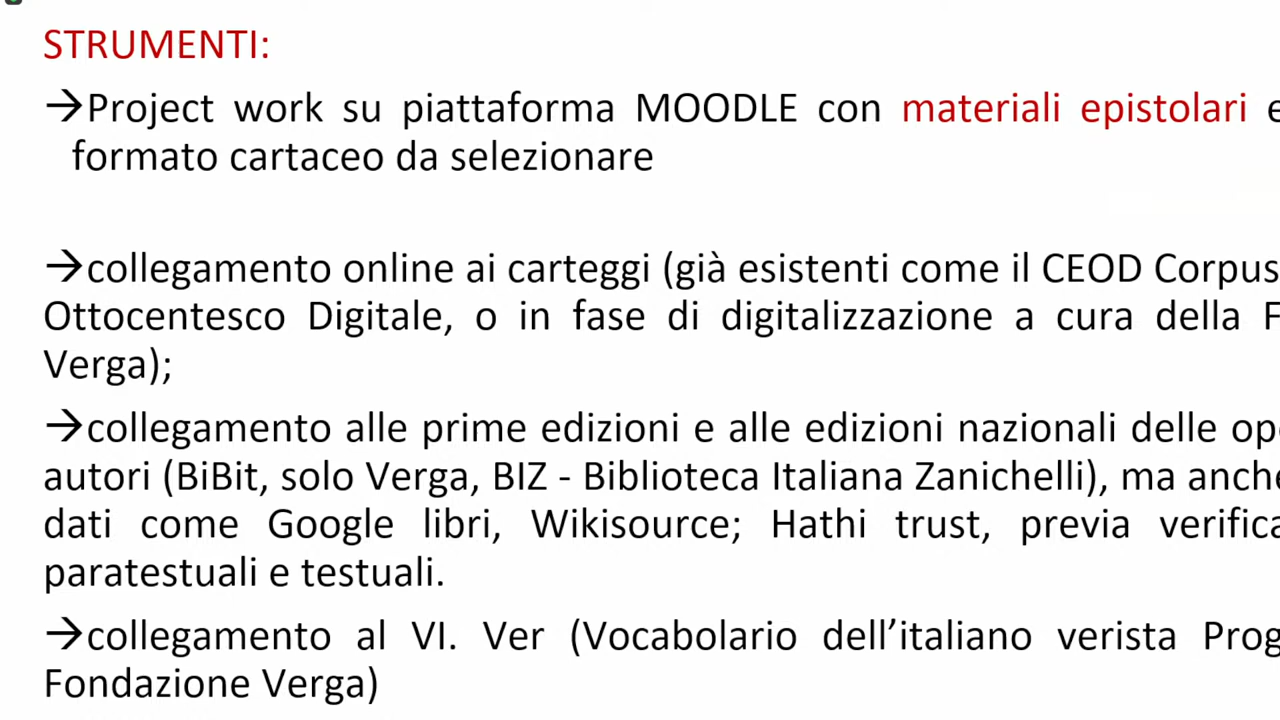 STRUMENTI:
→Project work su piattaforma MOODLE con materiali epistolari
formato cartaceo da selezionare
→collegamento online ai carteggi (già esistenti come il CEOD Corpus
Ottocentesco Digitale, o in fase di digitalizzazione a cura della
Verga);
→collegamento alle prime edizioni e alle edizioni nazionali delle
autori (BiBit, solo Verga, BIZ - Biblioteca Italiana Zanichelli), ma anche
dati come Google libri, Wikisource; Hathi trust, previa
paratestuali e testuali.
→collegamento al VI. Ver (Vocabolario dell’italiano verista
Fondazione Verga)